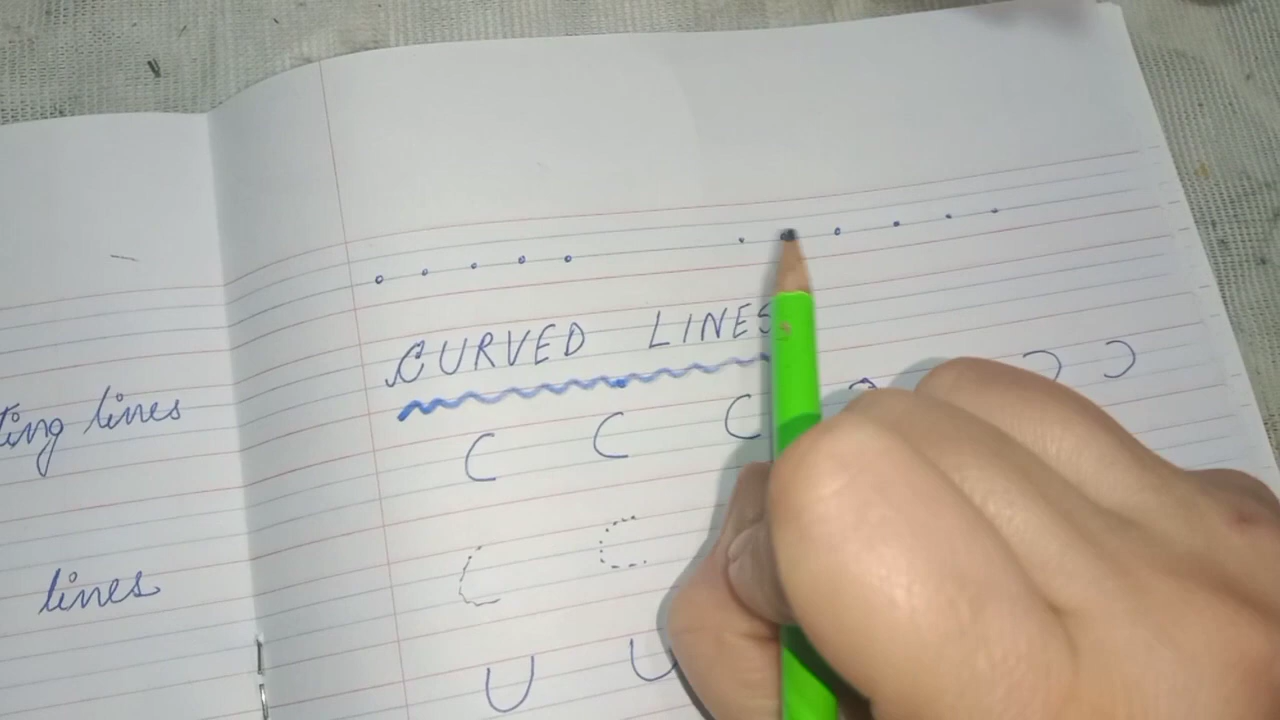 CURVED LINES
ting lines
C C C
lines
U U